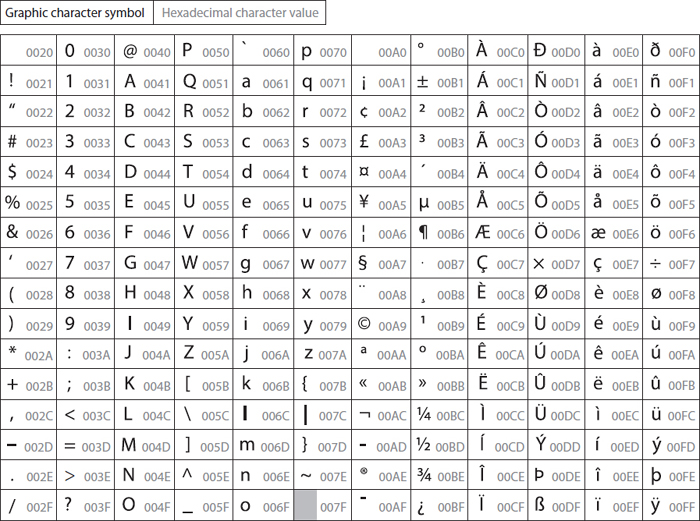 Graphic character symbol Hexadecimal character value
0020 0 0030 @ 0040 P 0050 ` 0060 p 0070 00A0 ° 00B0 À 00C0 Ð 00D0 à 00E0 ð 00F0
! 0021 1 0031 A 0041 Q 0051 a 0061 q 0071 ¡ 00A1 ± 00B1 Á 00C1 Ñ 00D1 á 00E1 ñ 00F1
“ 0022 2 0032 B 0042 R 0052 b 0062 r 0072 ¢ 00A2 ² 00B2 Â 00C2 Ò 00D2 â 00E2 ò 00F2
# 0023 3 0033 C 0043 S 0053 c 0063 s 0073 £ 00A3 ³ 00B3 Ã 00C3 Ó 00D3 ã 00E3 ó 00F3
$ 0024 4 0034 D 0044 T 0054 d 0064 t 0074 ¤ 00A4 ´ 00B4 Ä 00C4 Ô 00D4 ä 00E4 ô 00F4
% 0025 5 0035 E 0045 U 0055 e 0065 u 0075 ¥ 00A5 µ 00B5 Å 00C5 Õ 00D5 å 00E5 õ 00F5
& 0026 6 0036 F 0046 V 0056 f 0066 v 0076 ¦ 00A6 ¶ 00B6 Æ 00C6 Ö 00D6 æ 00E6 ö 00F6
‘ 0027 7 0037 G 0047 W 0057 g 0067 w 0077 § 00A7 · 00B7 Ç 00C7 × 00D7 ç 00E7 ÷ 00F7
( 0028 8 0038 H 0048 X 0058 h 0068 x 0078 ¨ 00A8 ¸ 00B8 È 00C8 Ø 00D8 è 00E8 ø 00F8
) 0029 9 0039 I 0049 Y 0059 i 0069 y 0079 © 00A9 ¹ 00B9 É 00C9 Ù 00D9 é 00E9 ù 00F9
* 002A : 003A J 004A Z 005A j 006A z 007A ª 00AA º 00BA Ê 00CA Ú 00DA ê 00EA ú 00FA
+ 002B ; 003B K 004B [ 005B k 006B { 007B « 00AB » 00BB Ë 00CB Û 00DB ë 00EB û 00FB
, 002C < 003C L 004C \ 005C l 006C | 007C ¬ 00AC ¼ 00BC Ì 00CC Ü 00DC ì 00EC ü 00FC
– 002D = 003D M 004D ] 005D m 006D } 007D - 00AD ½ 00BD Í 00CD Ý 00DD í 00ED ý 00FD
. 002E > 003E N 004E ^ 005E n 006E ~ 007E ® 00AE ¾ 00BE Î 00CE Þ 00DE î 00EE þ 00FE
/ 002F ? 003F O 004F _ 005F o 006F 007F ¯ 00AF ¿ 00BF Ï 00CF ß 00DF ï 00EF ÿ 00FF